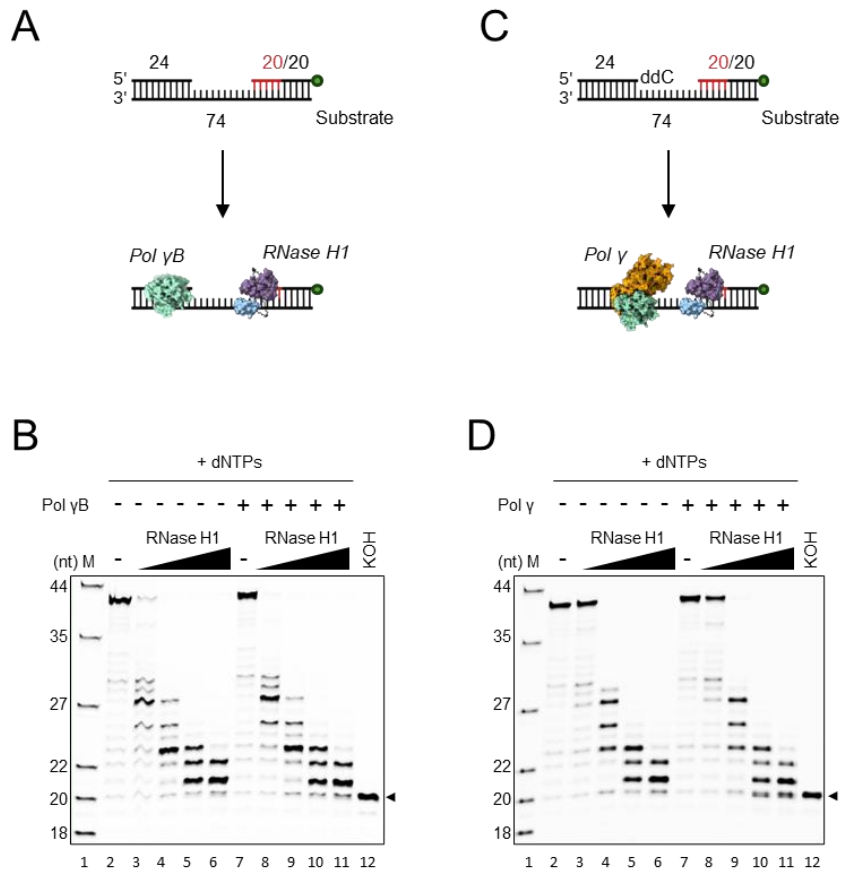 A
24 20/20
5'
3'
74 Substrate
Pol γB RNase H1
B
+ dNTPs
Pol γB - - - - - + + + + +
RNase H1 RNase H1 KOH
(nt) M - -
44
35
27
22
20
18
1 2 3 4 5 6 7 8 9 10 11 12
C
24 ddC 20/20
5'
3'
74 Substrate
Pol γ RNase H1
D
+ dNTPs
Pol γ - - - - - + + + + +
RNase H1 RNase H1 KOH
(nt) M - -
44
35
27
22
20
18
1 2 3 4 5 6 7 8 9 10 11 12